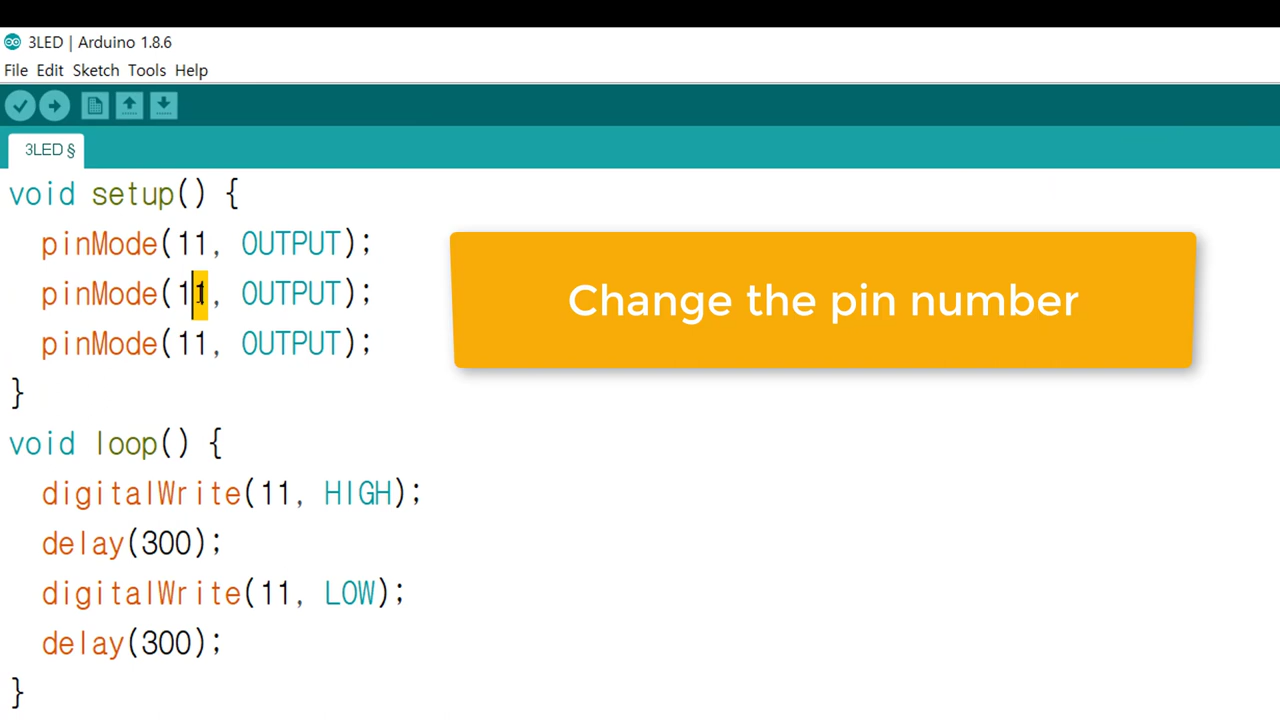 3LED | Arduino 1.8.6
File Edit Sketch Tools Help
3LED §
void setup() {
pinMode(11, OUTPUT);
pinMode(11, OUTPUT);
pinMode(11, OUTPUT);
}
void loop() {
digitalWrite(11, HIGH);
delay(300);
digitalWrite(11, LOW);
delay(300);
}
Change the pin number